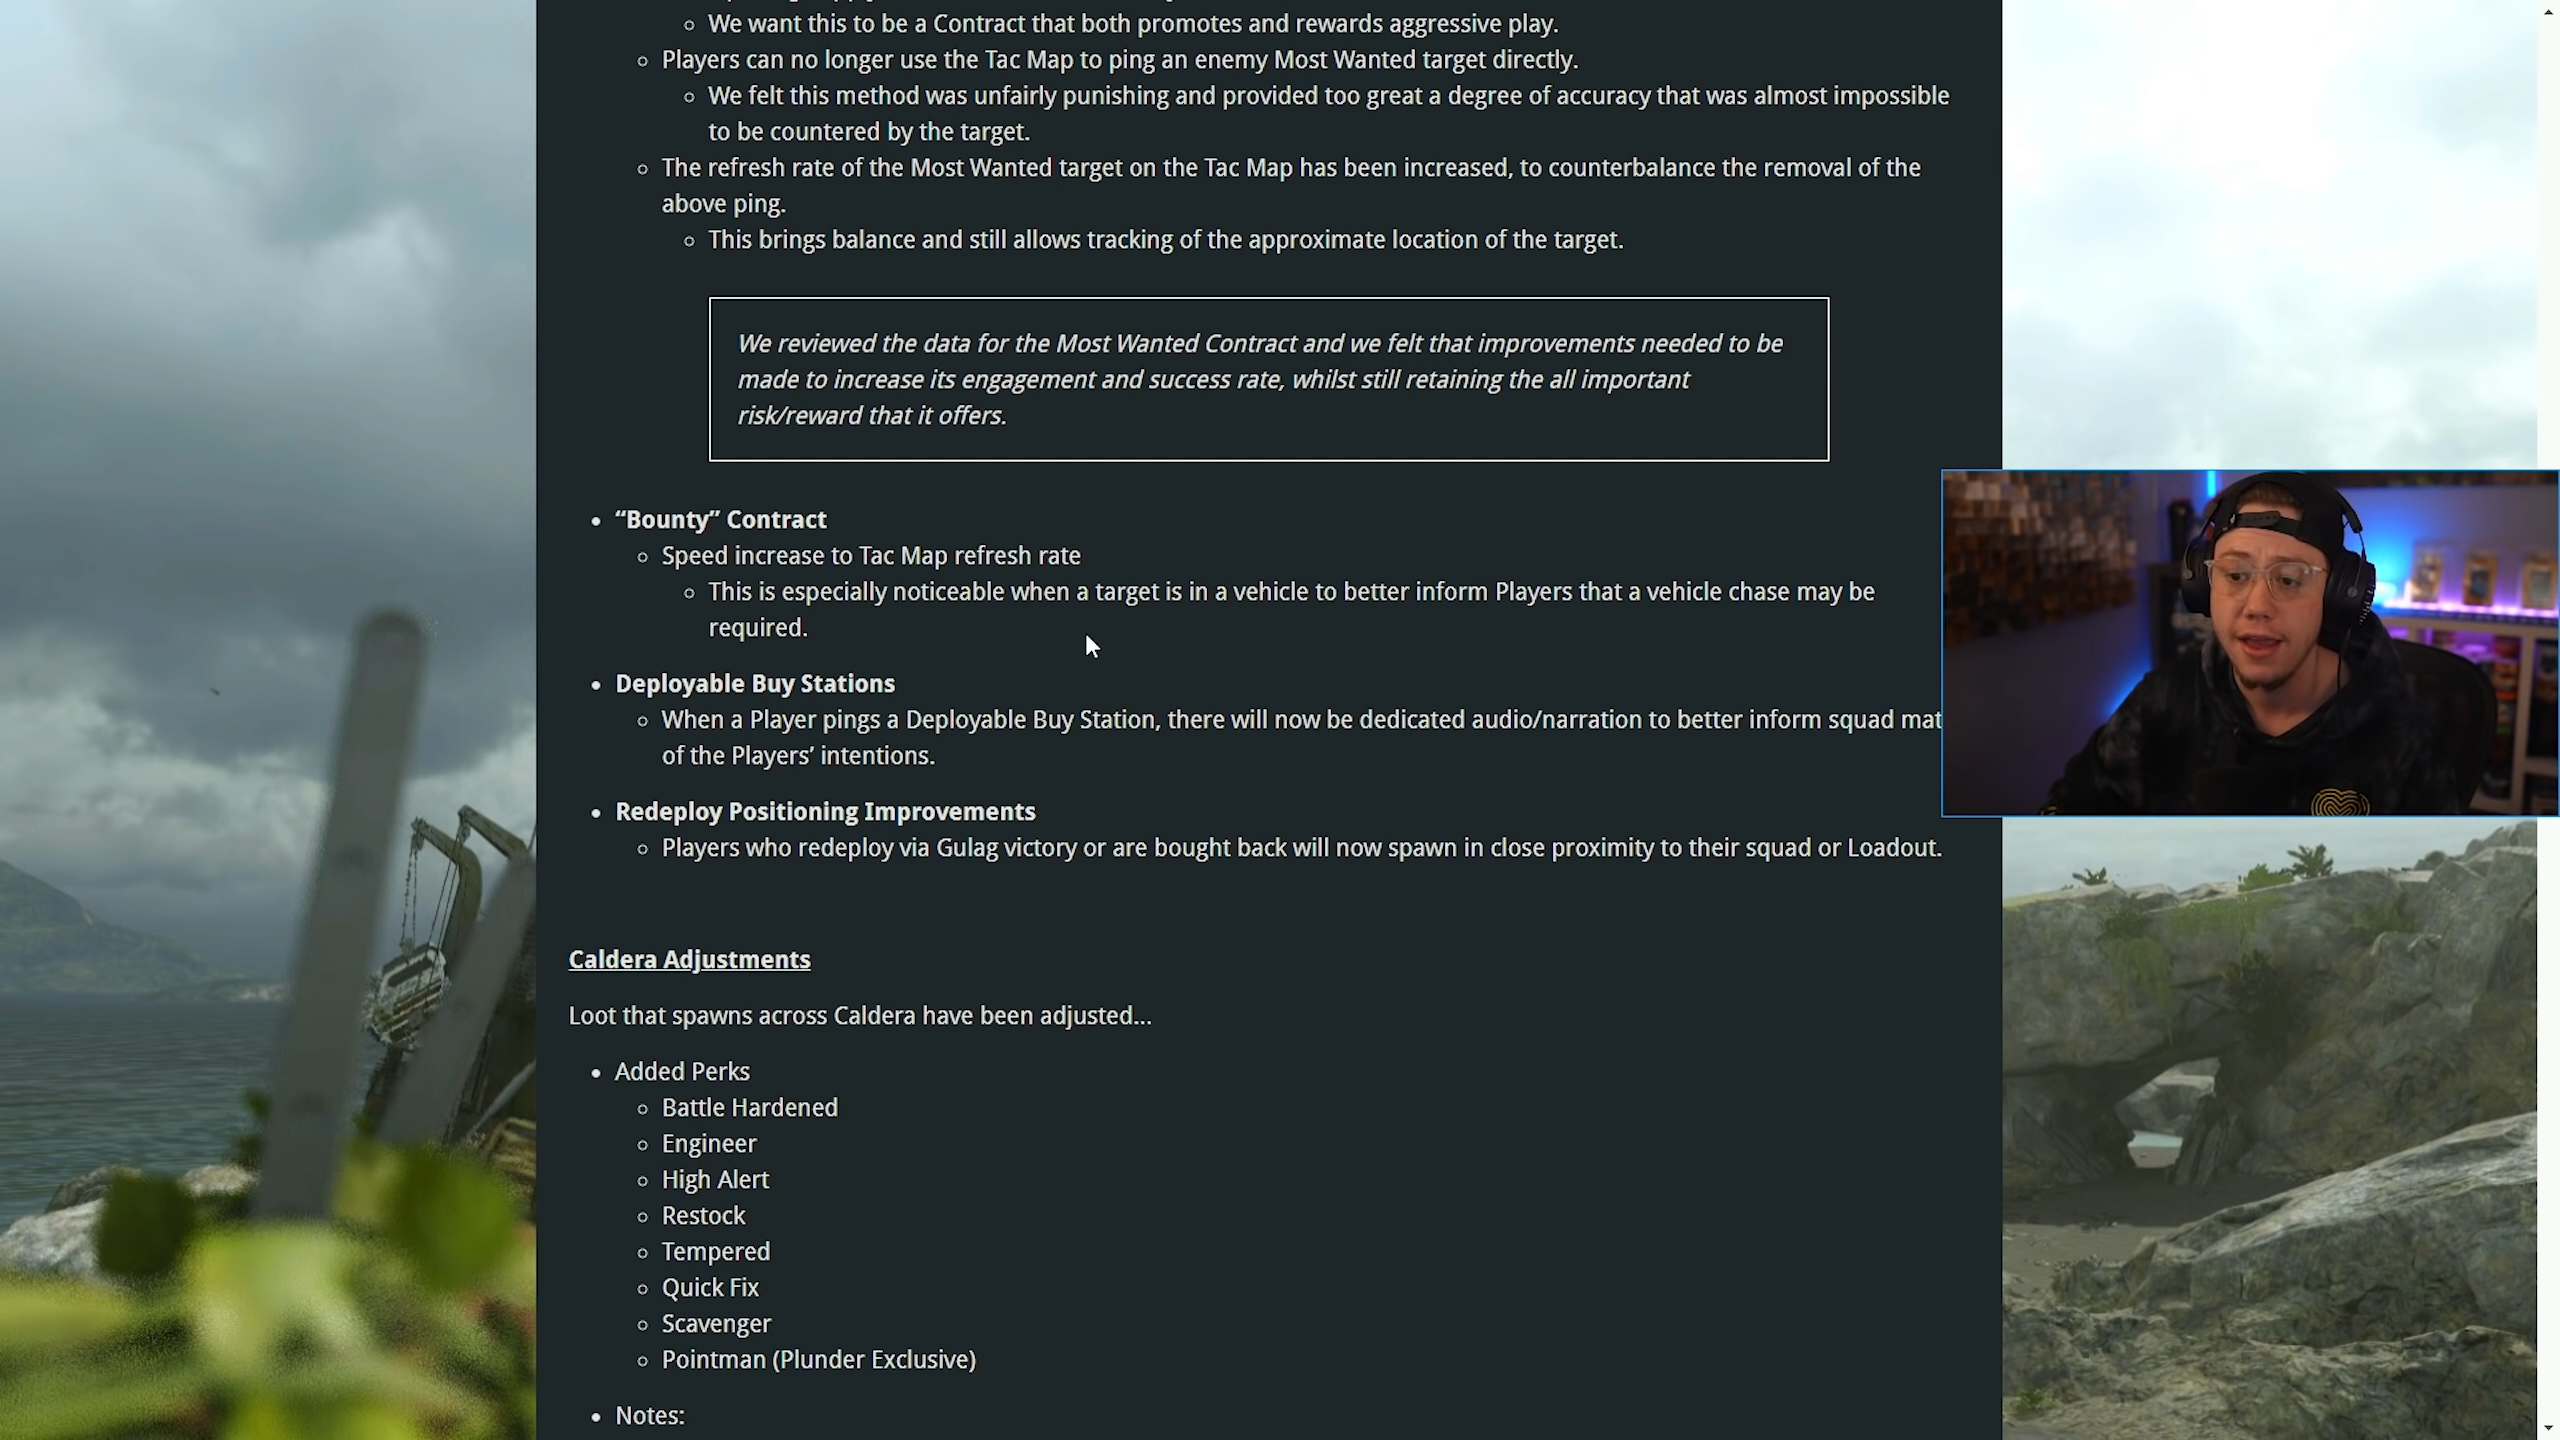 We want this to be a Contract that both promotes and rewards aggressive play.
Players can no longer use the Tac Map to ping an enemy Most Wanted target directly.
We felt this method was unfairly punishing and provided too great a degree of accuracy that was almost impossible
to be countered by the target.
The refresh rate of the Most Wanted target on the Tac Map has been increased, to counterbalance the removal of the
above ping.
This brings balance and still allows tracking of the approximate location of the target.
We reviewed the data for the Most Wanted Contract and we felt that improvements needed to be
made to increase its engagement and success rate, whilst still retaining the all important
risk/reward that it offers.
“Bounty” Contract
Speed increase to Tac Map refresh rate
This is especially noticeable when a target is in a vehicle to better inform Players that a vehicle chase may be
required.
Deployable Buy Stations
When a Player pings a Deployable Buy Station, there will now be dedicated audio/narration to better inform squad mat
of the Players’ intentions.
Redeploy Positioning Improvements
Players who redeploy via Gulag victory or are bought back will now spawn in close proximity to their squad or Loadout.
Caldera Adjustments
Loot that spawns across Caldera have been adjusted...
Added Perks
Battle Hardened
Engineer
High Alert
Restock
Tempered
Quick Fix
Scavenger
Pointman (Plunder Exclusive)
Notes: